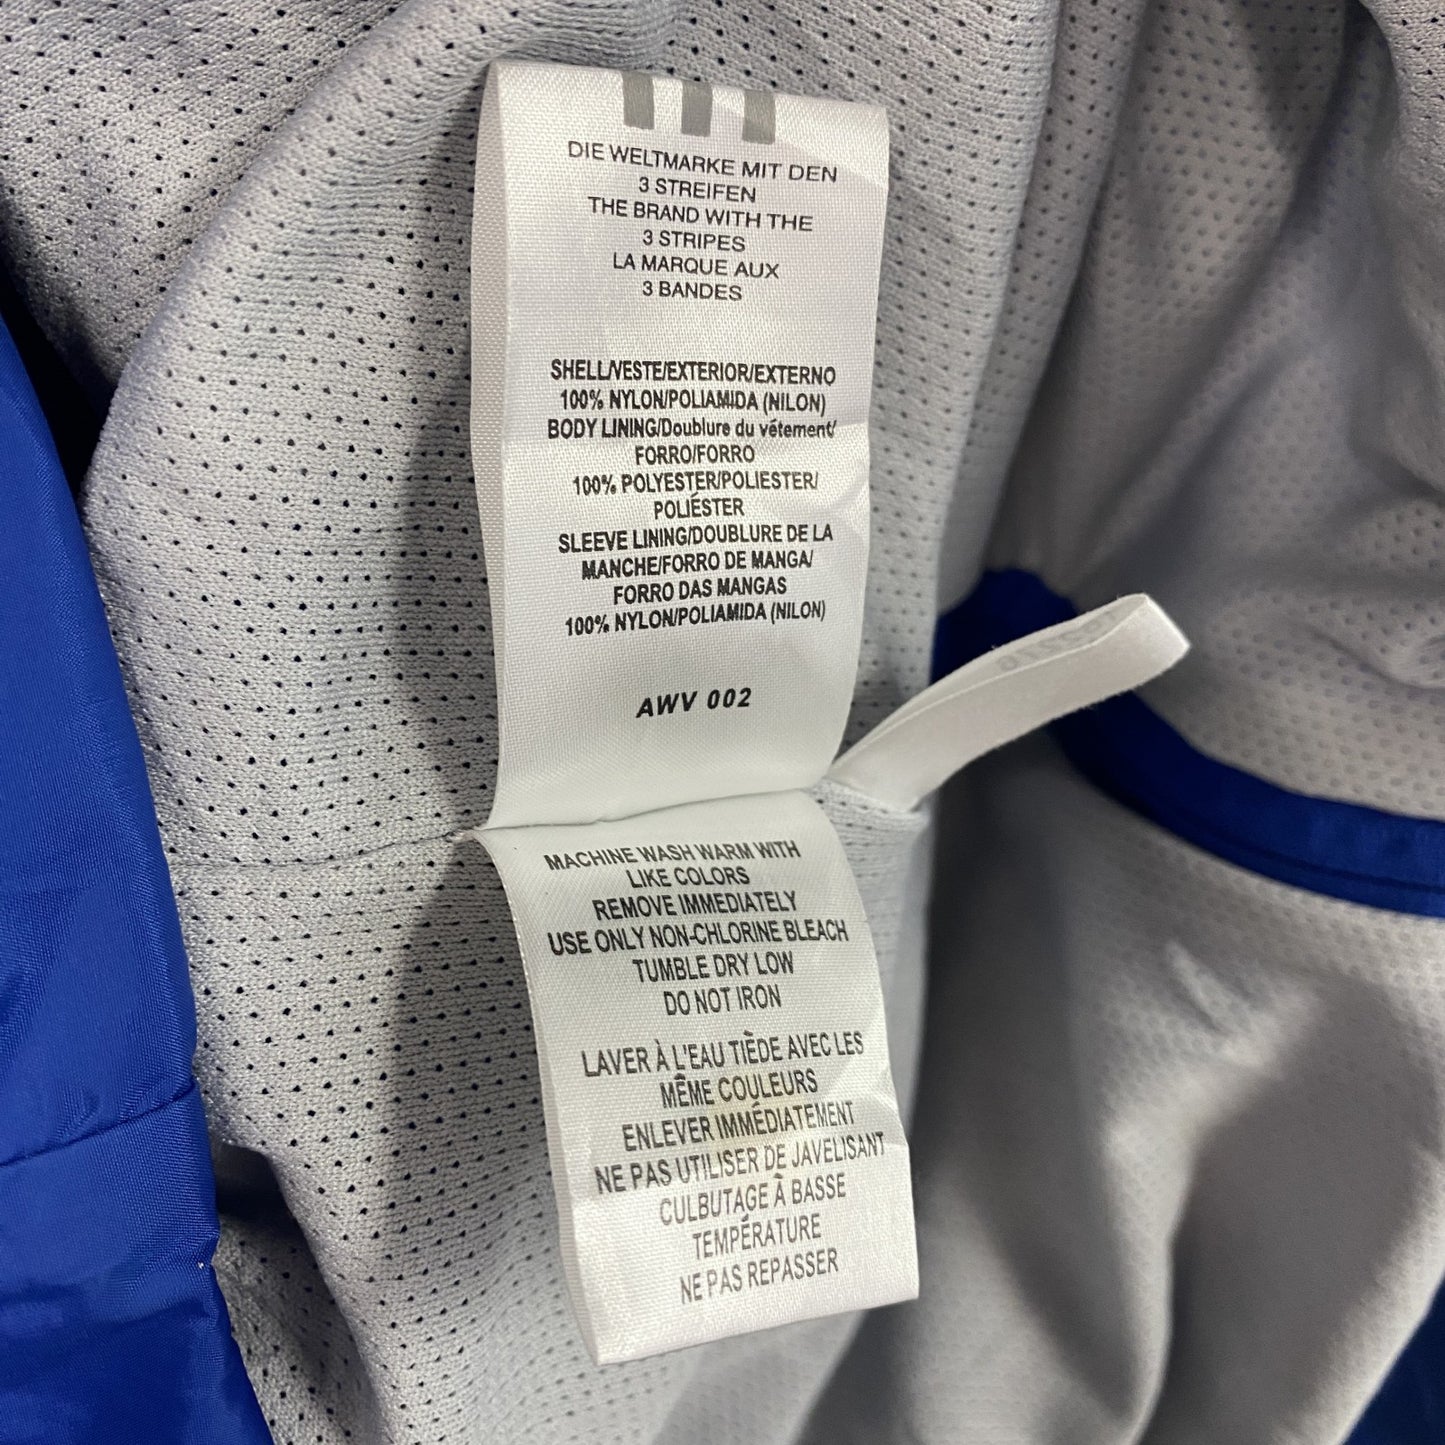 DIE WELTMARKE MIT DEN
3 STREIFEN
THE BRAND WITH THE
3 STRIPES
LA MARQUE AUX
3 BANDES
SHELL/VESTE/EXTERIOR/EXTERNO
100% NYLON/POLIAMIDA (NILON)
BODY LINING/Doublure du vétement/
FORRO/FORRO
100% POLYESTER/POLIESTER/
POLIÉSTER
SLEEVE LINING/DOUBLURE DE LA
MANCHE/FORRO DE MANGA/
FORRO DAS MANGAS
100% NYLON/POLIAMIDA (NILON)
AWV 002
MACHINE WASH WARM WITH
LIKE COLORS
REMOVE IMMEDIATELY
USE ONLY NON-CHLORINE BLEACH
TUMBLE DRY LOW
DO NOT IRON
LAVER À L'EAU TIÈDE AVEC LES
MÊME COULEURS
ENLEVER IMMÉDIATEMENT
NE PAS UTILISER DE JAVELISANT
CULBUTAGE À BASSE
TEMPÉRATURE
NE PAS REPASSER